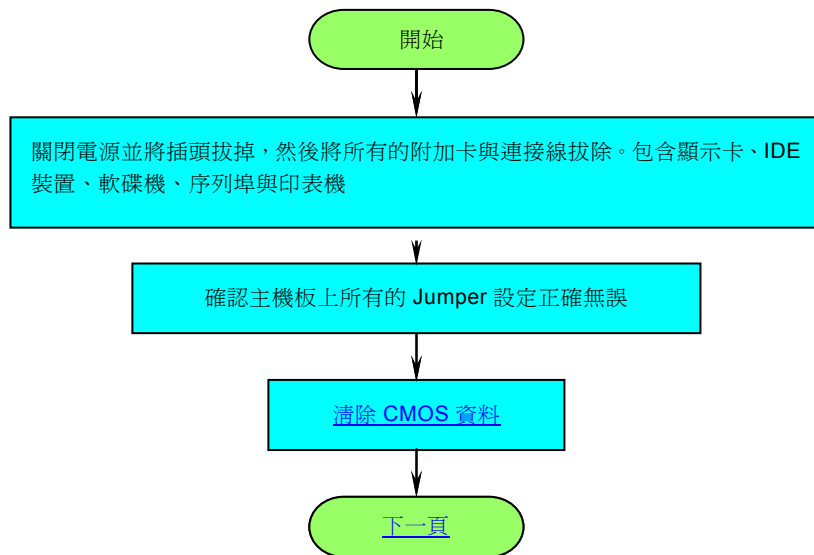 開始
關閉電源並將插頭拔掉，然後將所有的附加卡與連接線拔除。包含顯示卡、IDE
裝置、軟碟機、序列埠與印表機
確認主機板上所有的 Jumper 設定正確無誤
清除 CMOS 資料
下一頁